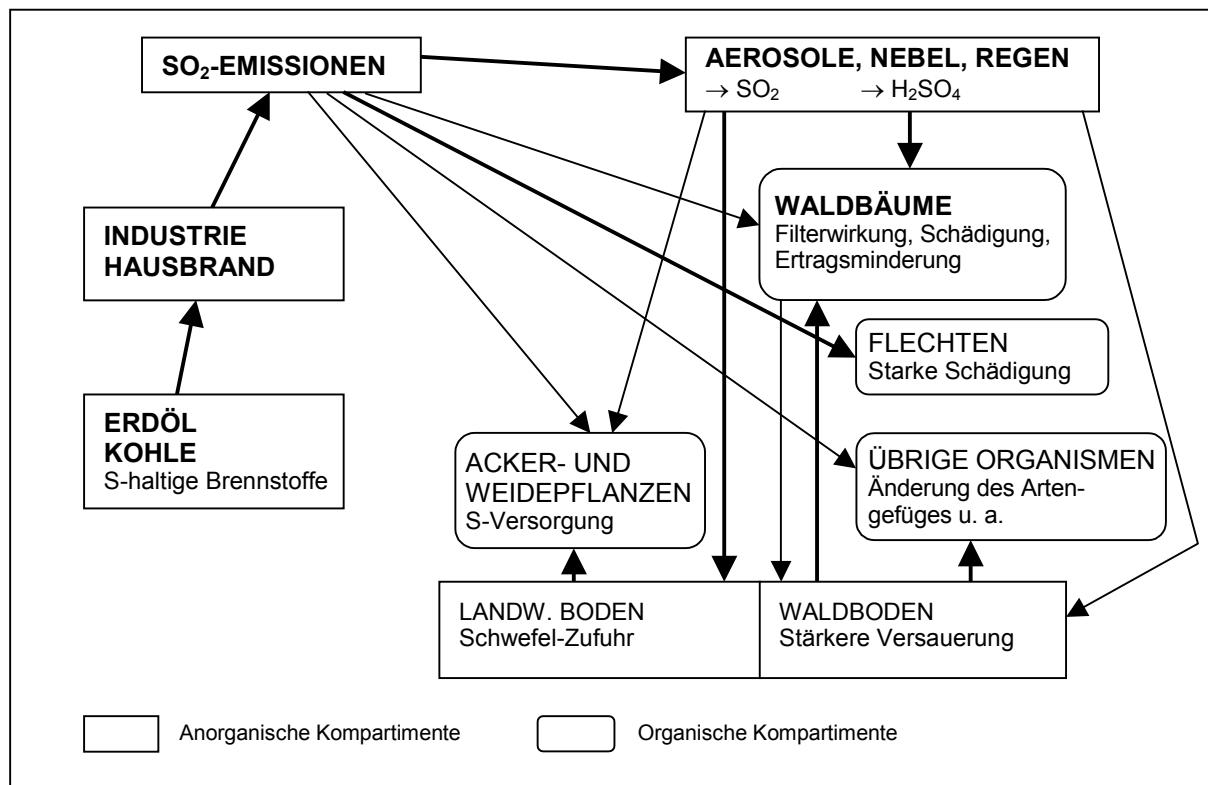 SO₂-EMISSIONEN
AEROSOLE, NEBEL, REGEN
→ SO₂ → H₂SO₄
WALDBÄUME
Filterwirkung, Schädigung,
Ertragsminderung
INDUSTRIE
HAUSBRAND
FLECHTEN
Starke Schädigung
ERDÖL
KOHLE
S-haltige Brennstoffe
ACKER- UND
WEIDEPFLANZEN
S-Versorgung
ÜBRIGE ORGANISMEN
Änderung des Arten-
gefüges u. a.
LANDW. BODEN
Schwefel-Zufuhr
WALDBODEN
Stärkere Versauerung
Anorganische Kompartimente
Organische Kompartimente